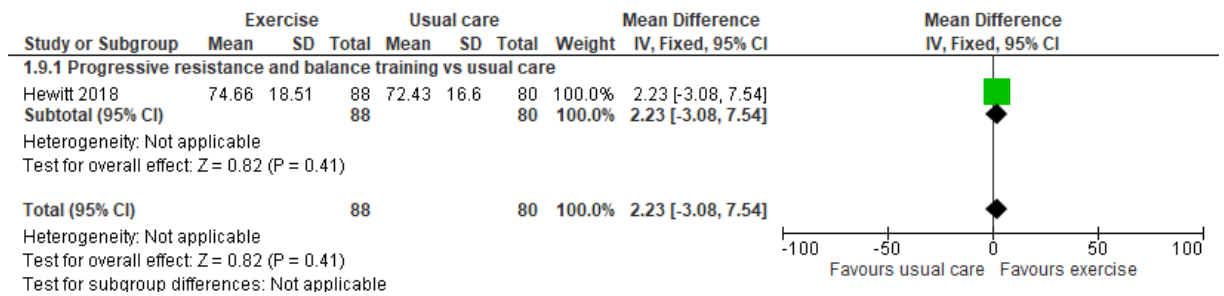 Exercise Usual care Mean Difference Mean Difference
Study or Subgroup Mean SD Total Mean SD Total Weight IV, Fixed, 95% CI IV, Fixed, 95% CI
1.9.1 Progressive resistance and balance training vs usual care
Hewitt 2018 74.66 18.51 88 72.43 16.6 80 100.0% 2.23 [-3.08, 7.54]
Subtotal (95% CI) 88 80 100.0% 2.23 [-3.08, 7.54]
Heterogeneity: Not applicable
Test for overall effect: Z = 0.82 (P = 0.41)
Total (95% CI) 88 80 100.0% 2.23 [-3.08, 7.54]
Heterogeneity: Not applicable
Test for overall effect: Z = 0.82 (P = 0.41)
Test for subgroup differences: Not applicable
-100 -50 0 50 100
Favours usual care Favours exercise